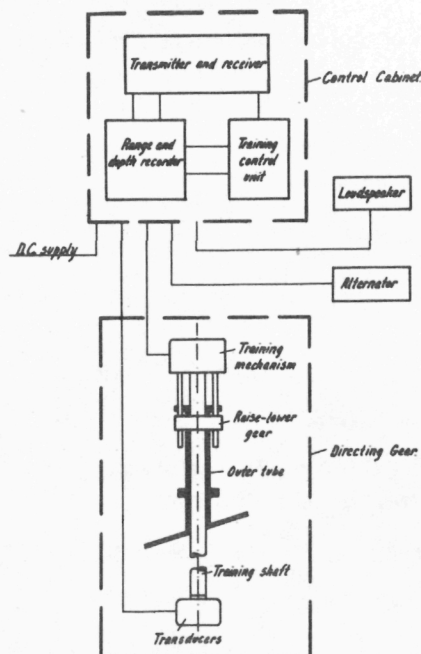 Transmitter and receiver
Control Cabinet.
Range and
depth recorder
Training
control
unit
Loudspeaker
D.C. supply
Alternator
Training
mechanism
Raise-lower
gear
Directing Gear.
Outer tube
Training shaft
Transducers